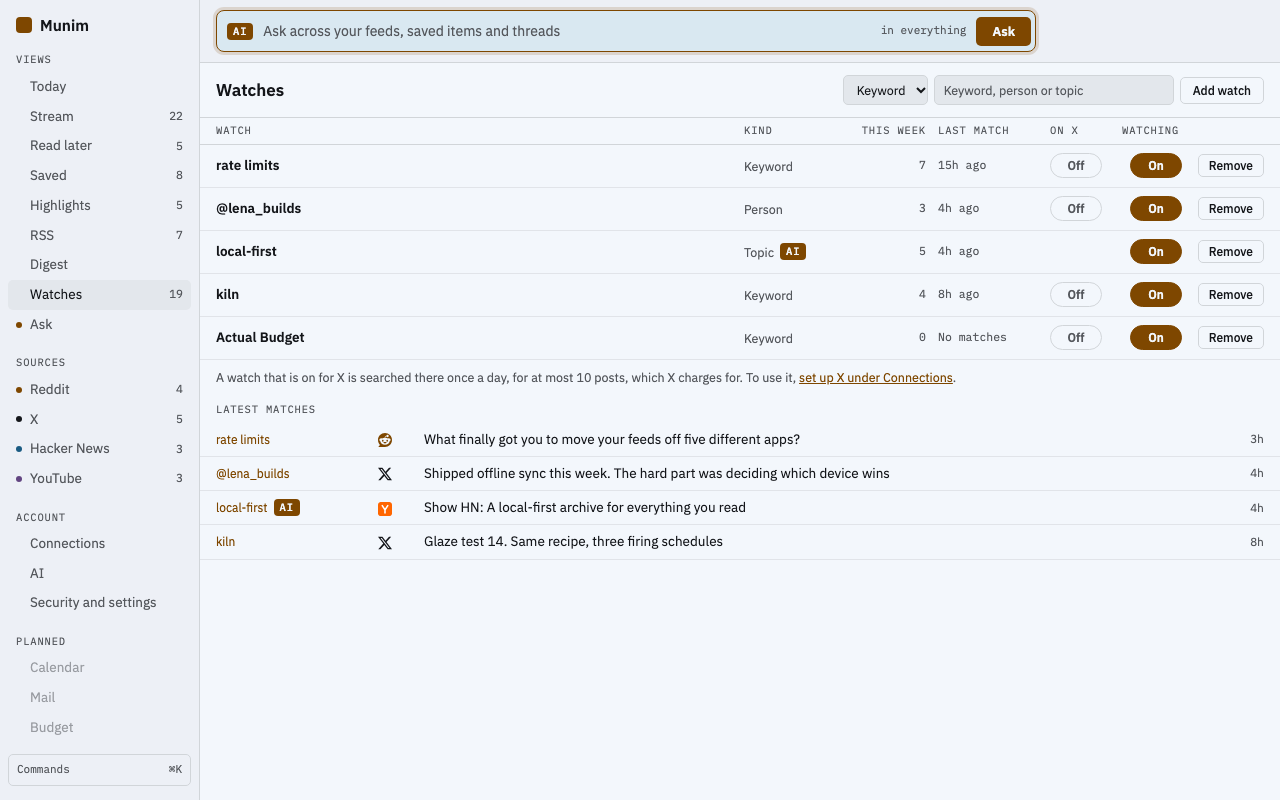 Munim
VIEWS
Today
Stream 22
Read later 5
Saved 8
Highlights 5
RSS 7
Digest
Watches 19
Ask
SOURCES
Reddit 4
X 5
Hacker News 3
YouTube 3
ACCOUNT
Connections
AI
Security and settings
PLANNED
Calendar
Mail
Budget
Commands ⌘K
AI Ask across your feeds, saved items and threads in everything Ask
Watches Keyword Keyword, person or topic Add watch
WATCH KIND THIS WEEK LAST MATCH ON X WATCHING
rate limits Keyword 7 15h ago Off On Remove
@lena_builds Person 3 4h ago Off On Remove
local-first Topic AI 5 4h ago On Remove
kiln Keyword 4 8h ago Off On Remove
Actual Budget Keyword 0 No matches Off On Remove
A watch that is on for X is searched there once a day, for at most 10 posts, which X charges for. To use it, set up X under Connections.
LATEST MATCHES
rate limits What finally got you to move your feeds off five different apps? 3h
@lena_builds Shipped offline sync this week. The hard part was deciding which device wins 4h
local-first AI Y Show HN: A local-first archive for everything you read 4h
kiln Glaze test 14. Same recipe, three firing schedules 8h